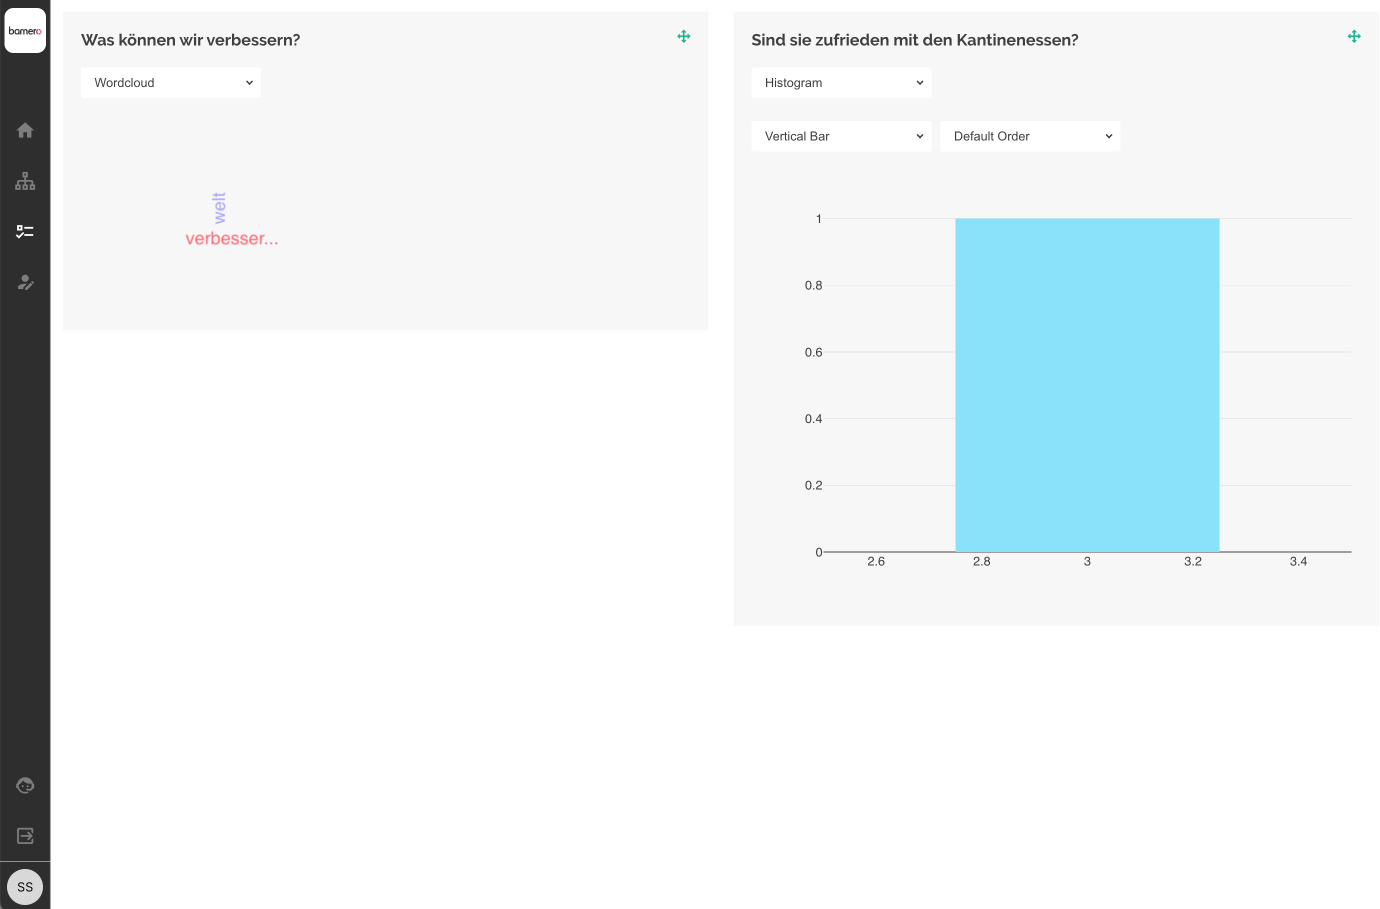 bamero
Was können wir verbessern?
Wordcloud
welt
verbesser...
Sind sie zufrieden mit den Kantinenessen?
Histogram
Vertical Bar
Default Order
1
0.8
0.6
0.4
0.2
0
2.6
2.8
3
3.2
3.4
SS